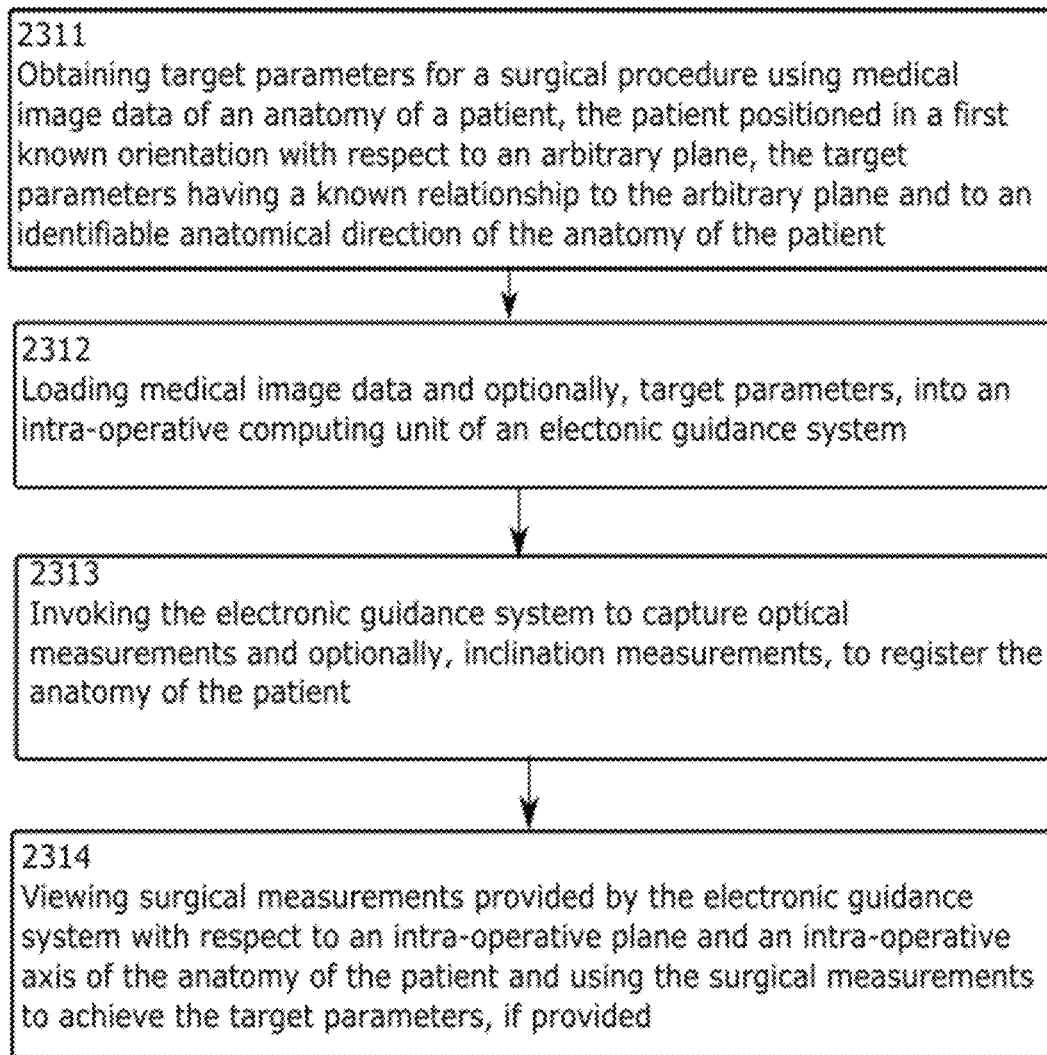 2311
Obtaining target parameters for a surgical procedure using medical
image data of an anatomy of a patient, the patient positioned in a first
known orientation with respect to an arbitrary plane, the target
parameters having a known relationship to the arbitrary plane and to an
identifiable anatomical direction of the anatomy of the patient
2312
Loading medical image data and optionally, target parameters, into an
intra-operative computing unit of an electonic guidance system
2313
Invoking the electronic guidance system to capture optical
measurements and optionally, inclination measurements, to register the
anatomy of the patient
2314
Viewing surgical measurements provided by the electronic guidance
system with respect to an intra-operative plane and an intra-operative
axis of the anatomy of the patient and using the surgical measurements
to achieve the target parameters, if provided